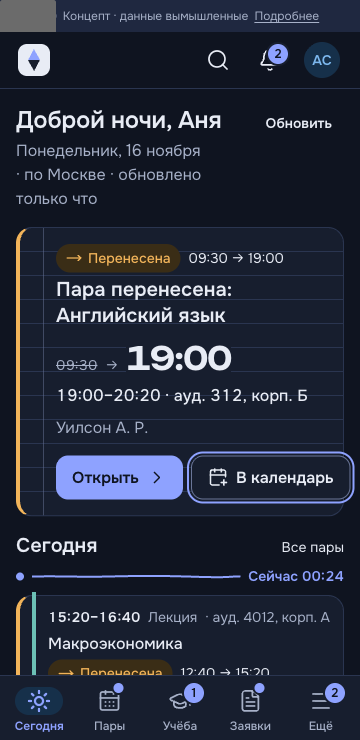 Концепт · данные вымышленные Подробнее
2
АС
Доброй ночи, Аня
Обновить
Понедельник, 16 ноября
· по Москве · обновлено
только что
→ Перенесена 09:30 → 19:00
Пара перенесена:
Английский язык
09:30 → 19:00
19:00–20:20 · ауд. 312, корп. Б
Уилсон А. Р.
Открыть
В календарь
Сегодня
Все пары
Сейчас 00:24
15:20–16:40 Лекция · ауд. 4012, корп. А
Макроэкономика
→ Перенесена 12:40 → 15:20
1
2
Сегодня Пары Учёба Заявки Ещё